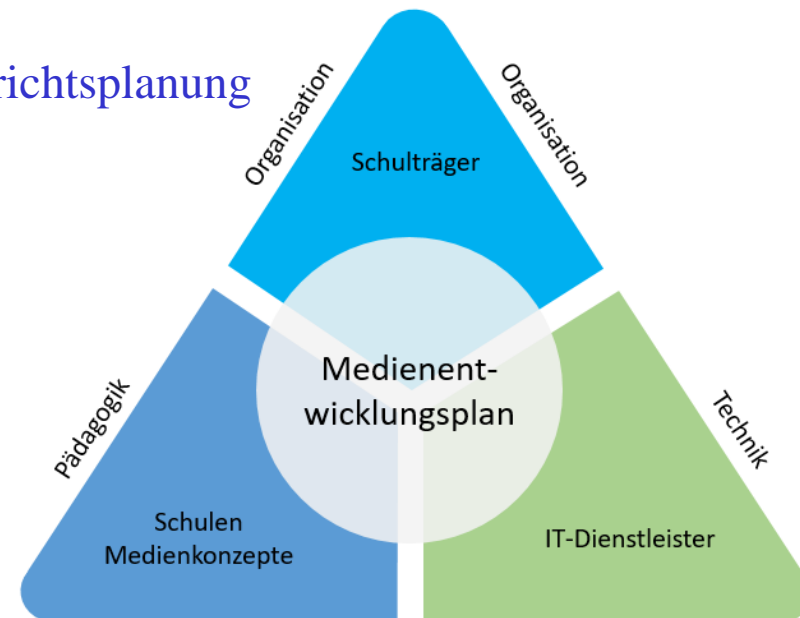 richtsplanung
Organisation
Organisation
Schulträger
Medienent-
wicklungsplan
Pädagogik
Technik
Schulen
Medienkonzepte
IT-Dienstleister